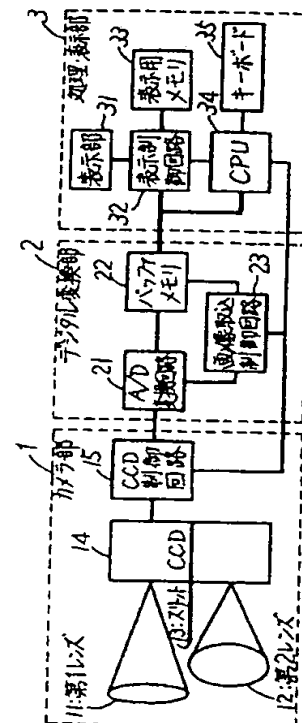 1
カメラ部
11:第1レンズ
12:第2レンズ
13:スリット
14
CCD
15
CCD
制御
回路
2
デジタル変換部
21
A/D
変換回路
22
バッファ
メモリ
23
画像取込
制御回路
3
処理・表示部
31
表示部
32
表示制
御回路
33
表示用
メモリ
34
CPU
35
キーボード